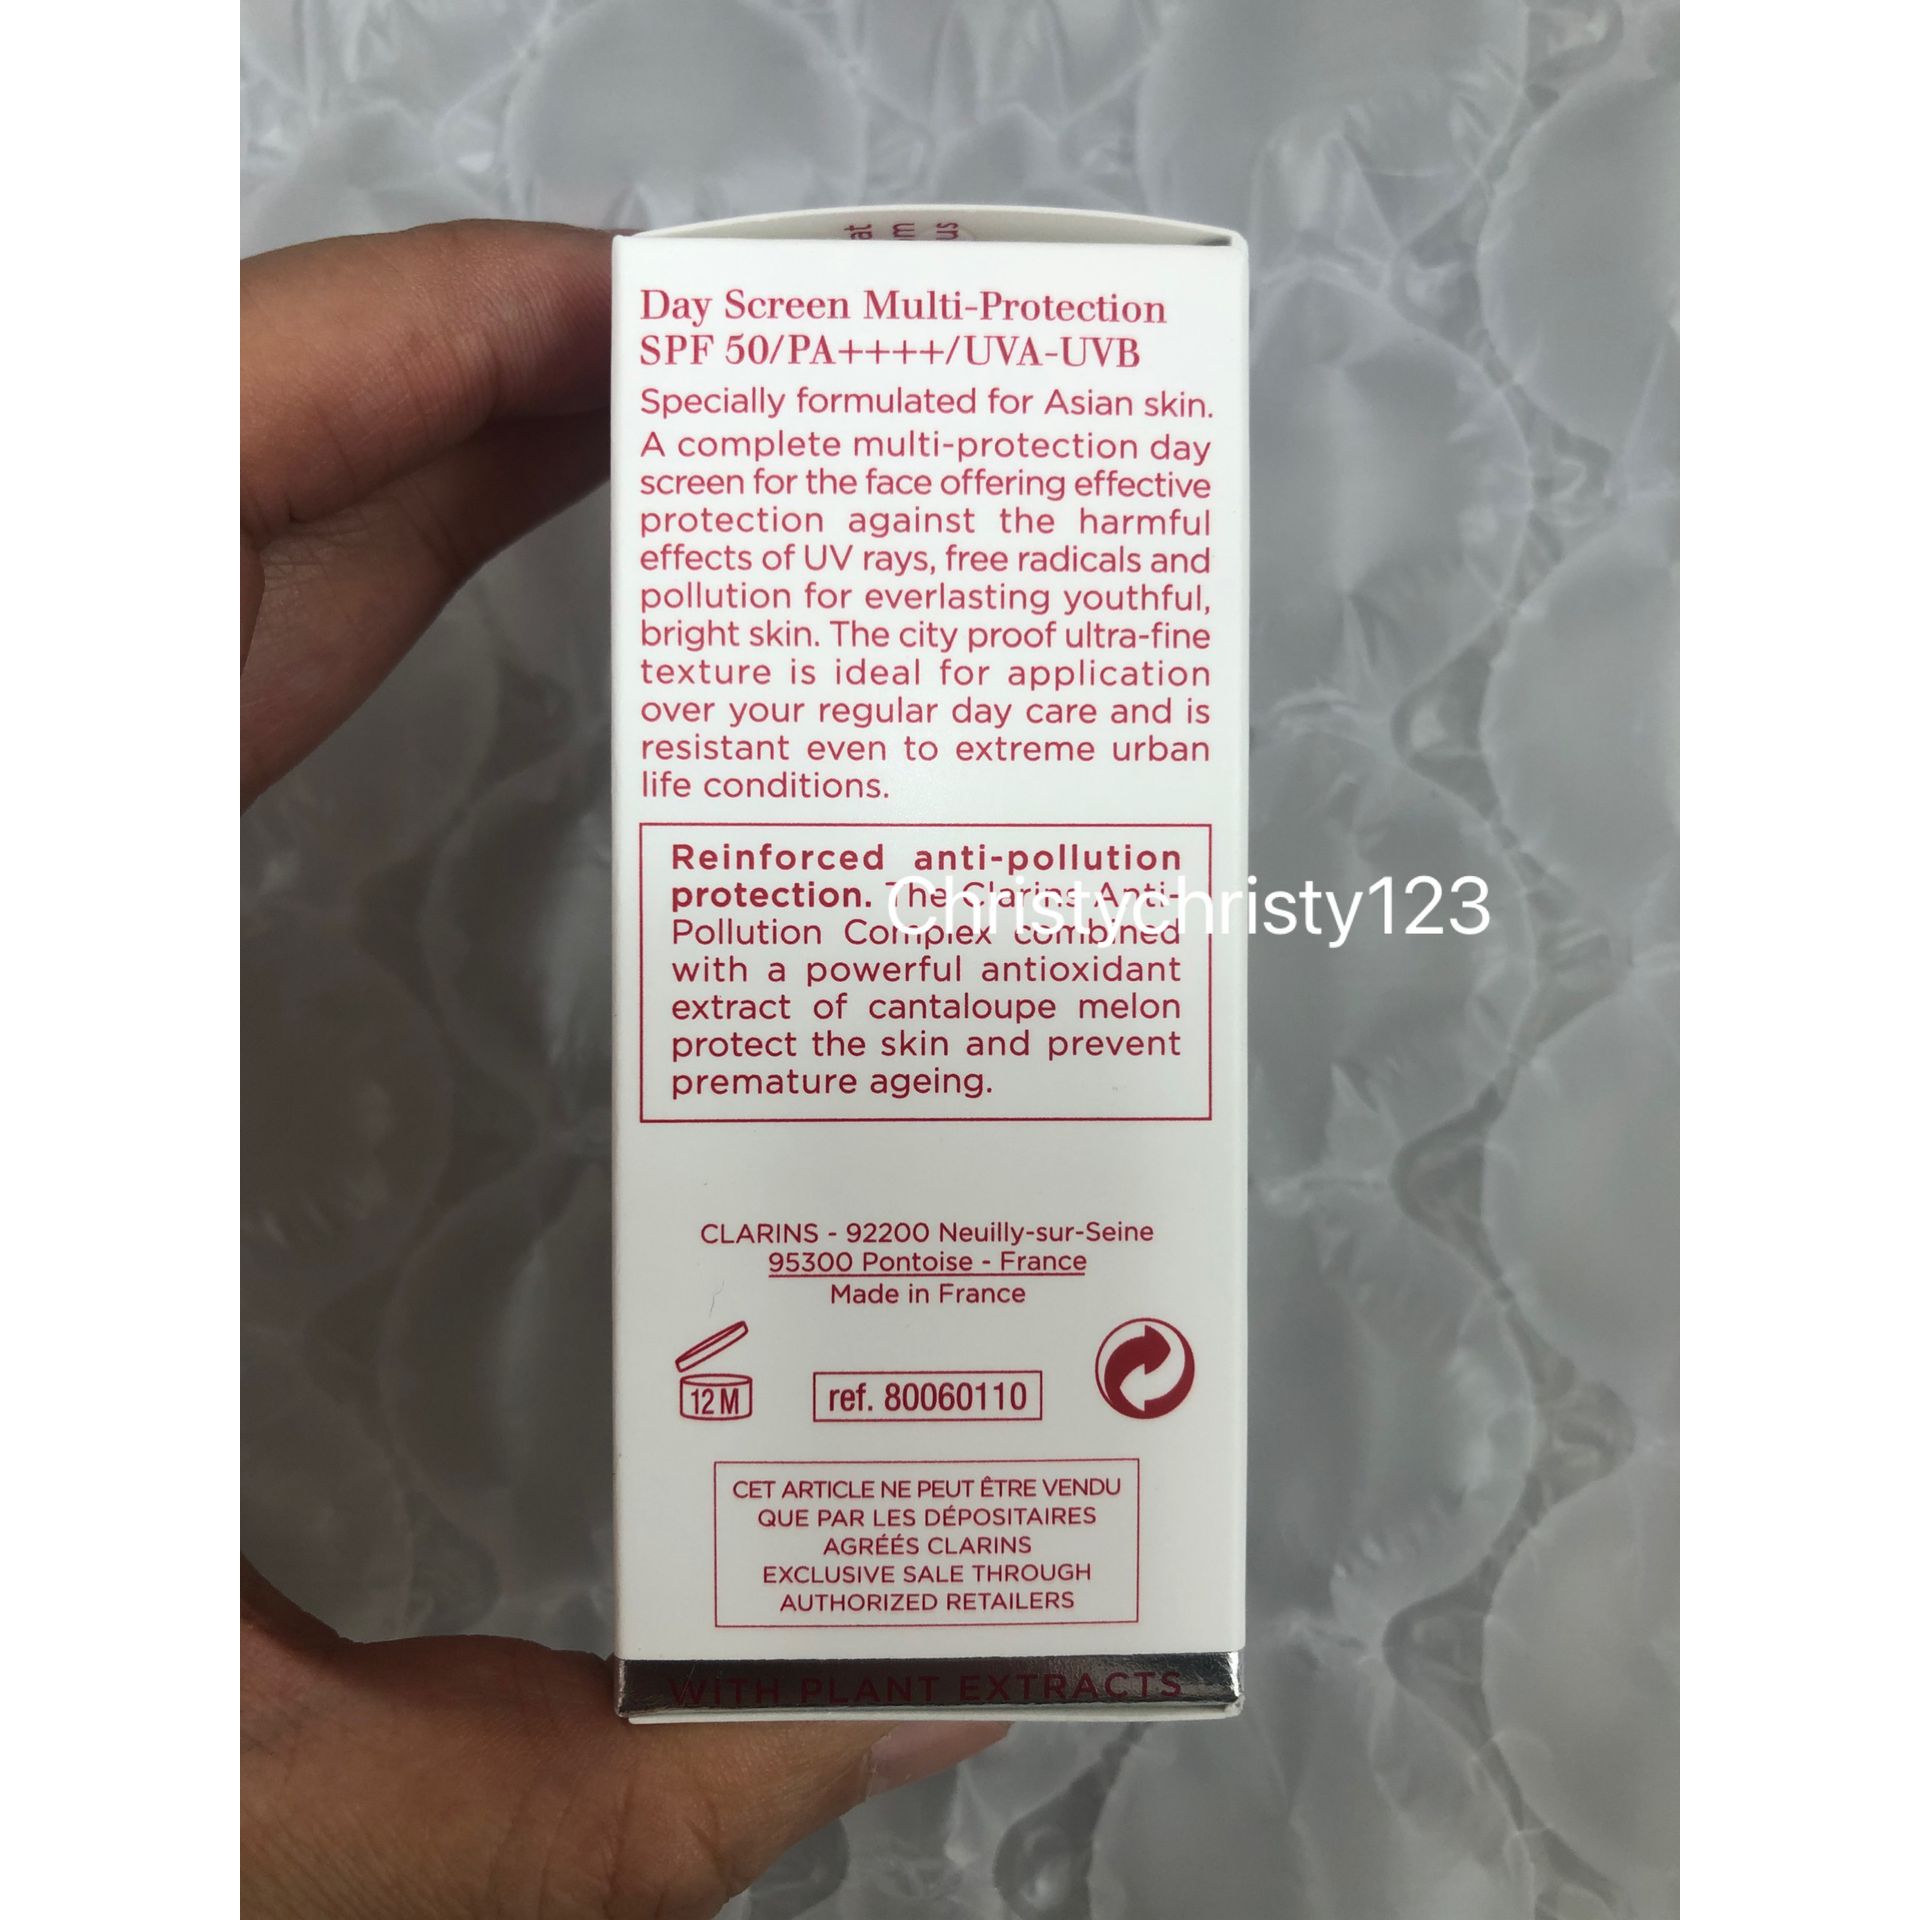 at
om
us
Day Screen Multi-Protection
SPF 50/PA++++/UVA-UVB
Specially formulated for Asian skin.
A complete multi-protection day
screen for the face offering effective
protection against the harmful
effects of UV rays, free radicals and
pollution for everlasting youthful,
bright skin. The city proof ultra-fine
texture is ideal for application
over your regular day care and is
resistant even to extreme urban
life conditions.
Reinforced anti-pollution
protection. The Clarins Anti-
Christychristy123
Pollution Complex combined
with a powerful antioxidant
extract of cantaloupe melon
protect the skin and prevent
premature ageing.
CLARINS - 92200 Neuilly-sur-Seine
95300 Pontoise - France
Made in France
12 M
ref. 80060110
CET ARTICLE NE PEUT ÊTRE VENDU
QUE PAR LES DÉPOSITAIRES
AGRÉÉS CLARINS
EXCLUSIVE SALE THROUGH
AUTHORIZED RETAILERS
WITH PLANT EXTRACTS